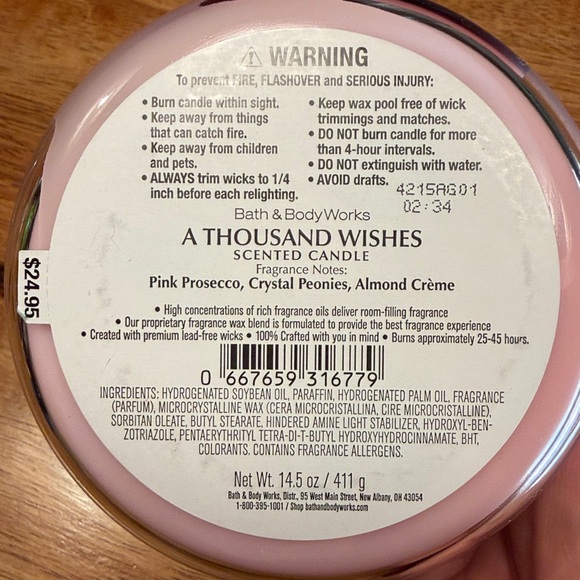 ⚠ WARNING
To prevent FIRE, FLASHOVER and SERIOUS INJURY:
• Burn candle within sight.
• Keep away from things
that can catch fire.
• Keep away from children
and pets.
• ALWAYS trim wicks to 1/4
inch before each relighting.
• Keep wax pool free of wick
trimmings and matches.
• DO NOT burn candle for more
than 4-hour intervals.
• DO NOT extinguish with water.
• AVOID drafts.
4215AG01
02:34
Bath & Body Works
A THOUSAND WISHES
SCENTED CANDLE
Fragrance Notes:
Pink Prosecco, Crystal Peonies, Almond Crème
• High concentrations of rich fragrance oils deliver room-filling fragrance
• Our proprietary fragrance wax blend is formulated to provide the best fragrance experience
• Created with premium lead-free wicks • 100% Crafted with you in mind • Burns approximately 25-45 hours.
0 667659 316779
INGREDIENTS: HYDROGENATED SOYBEAN OIL, PARAFFIN, HYDROGENATED PALM OIL, FRAGRANCE
(PARFUM), MICROCRYSTALLINE WAX (CERA MICROCRISTALLINA, CIRE MICROCRISTALLINE),
SORBITAN OLEATE, BUTYL STEARATE, HINDERED AMINE LIGHT STABILIZER, HYDROXYL-BEN-
ZOTRIAZOLE, PENTAERYTHRITYL TETRA-DI-T-BUTYL HYDROXYHYDROCINNAMATE, BHT,
COLORANTS. CONTAINS FRAGRANCE ALLERGENS.
Net Wt. 14.5 oz / 411 g
Bath & Body Works, Distr., 95 West Main Street, New Albany, OH 43054
1-800-395-1001 / Shop bathandbodyworks.com
$24.95